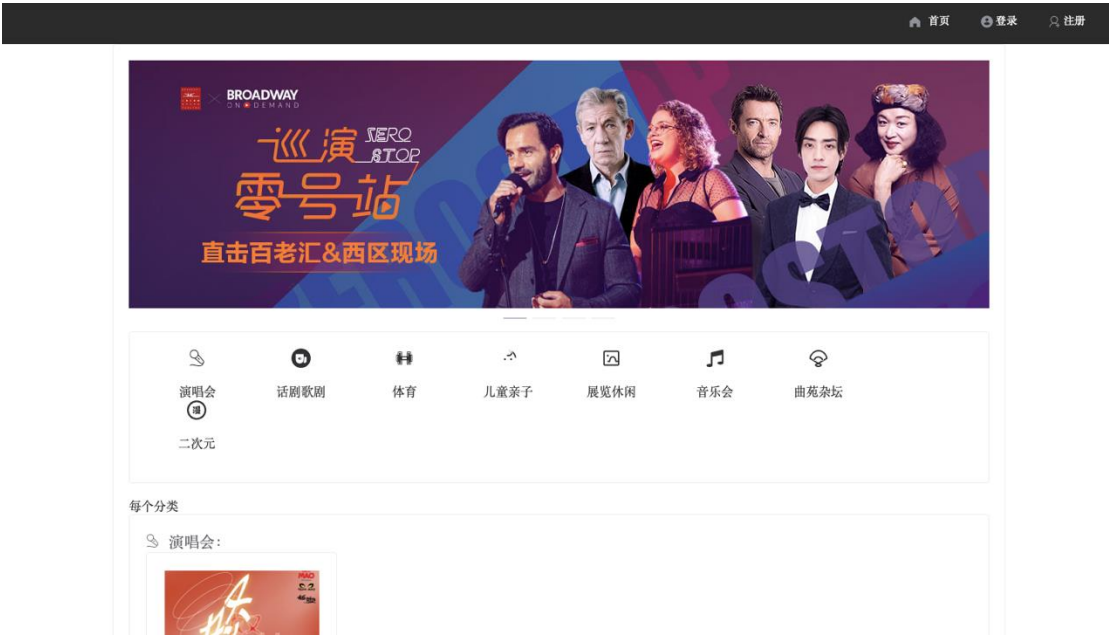 首页 登录 注册
BROADWAY
ON DEMAND
巡演 ZERO STOP
零号站
直击百老汇&西区现场
演唱会 话剧歌剧 体育 儿童亲子 展览休闲 音乐会 曲苑杂坛
二次元
每个分类
演唱会:
MAO